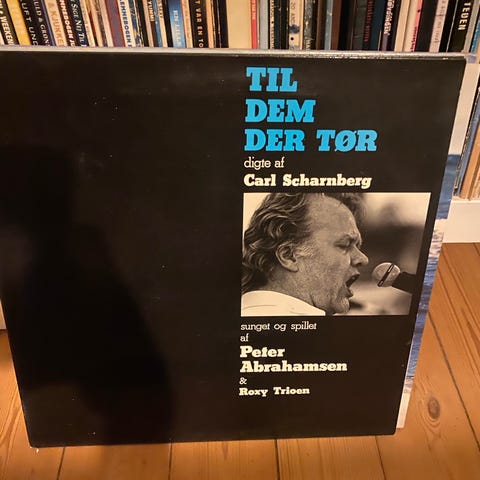 TIL
DEM
DER TØR
digte af
Carl Scharnberg
sunget og spillet
af
Peter
Abrahamsen
&
Roxy Trioen